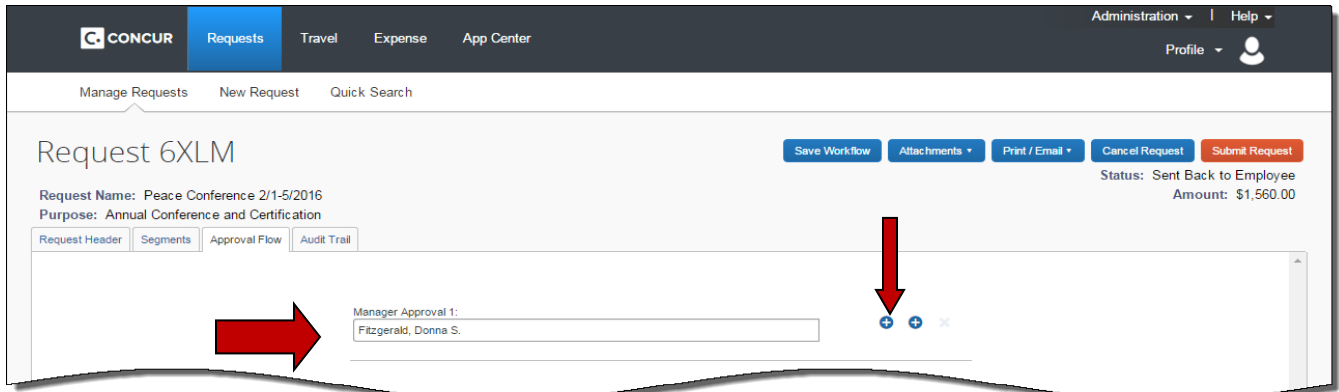 Administration | Help
C. CONCUR Requests Travel Expense App Center
Profile
Manage Requests New Request Quick Search
Request 6XLM
Save Workflow Attachments Print / Email Cancel Request Submit Request
Status: Sent Back to Employee
Request Name: Peace Conference 2/1-5/2016
Amount: $1,560.00
Purpose: Annual Conference and Certification
Request Header Segments Approval Flow Audit Trail
Manager Approval 1:
Fitzgerald, Donna S.